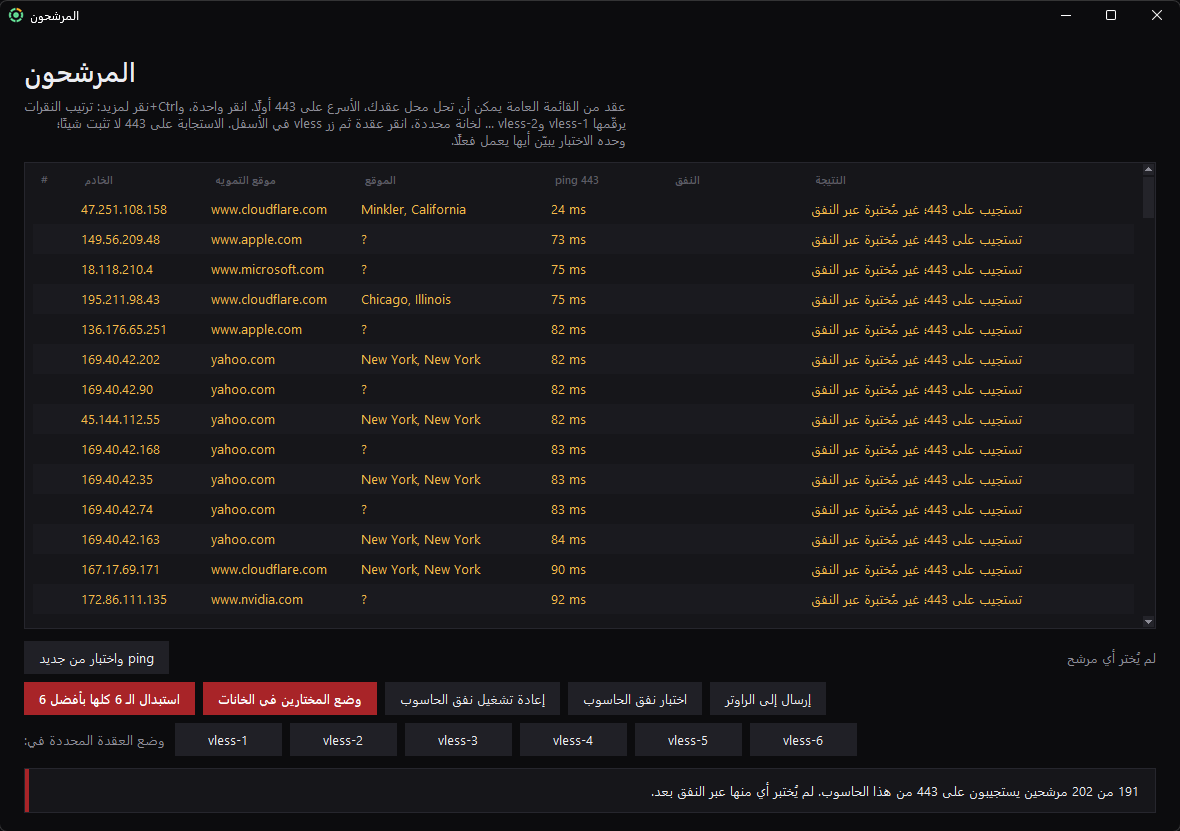 المرشحون
المرشحون
عقد من القائمة العامة يمكن أن تحل محل عقدك، الأسرع على 443 أولًا. انقر واحدة، وCtrl+نقر لمزيد: ترتيب النقرات
يرقّمها vless-1 وvless-2 ... لخانة محددة، انقر عقدة ثم زر vless في الأسفل. الاستجابة على 443 لا تثبت شيئًا؛
وحده الاختبار يبيّن أيها يعمل فعلًا.
# الخادم موقع التمويه الموقع ping 443 النفق النتيجة
47.251.108.158 www.cloudflare.com Minkler, California 24 ms تستجيب على 443؛ غير مُختبرة عبر النفق
149.56.209.48 www.apple.com ? 73 ms تستجيب على 443؛ غير مُختبرة عبر النفق
18.118.210.4 www.microsoft.com ? 75 ms تستجيب على 443؛ غير مُختبرة عبر النفق
195.211.98.43 www.cloudflare.com Chicago, Illinois 75 ms تستجيب على 443؛ غير مُختبرة عبر النفق
136.176.65.251 www.apple.com ? 82 ms تستجيب على 443؛ غير مُختبرة عبر النفق
169.40.42.202 yahoo.com New York, New York 82 ms تستجيب على 443؛ غير مُختبرة عبر النفق
169.40.42.90 yahoo.com ? 82 ms تستجيب على 443؛ غير مُختبرة عبر النفق
45.144.112.55 yahoo.com New York, New York 82 ms تستجيب على 443؛ غير مُختبرة عبر النفق
169.40.42.168 yahoo.com ? 83 ms تستجيب على 443؛ غير مُختبرة عبر النفق
169.40.42.35 yahoo.com New York, New York 83 ms تستجيب على 443؛ غير مُختبرة عبر النفق
169.40.42.74 yahoo.com ? 83 ms تستجيب على 443؛ غير مُختبرة عبر النفق
169.40.42.163 yahoo.com New York, New York 84 ms تستجيب على 443؛ غير مُختبرة عبر النفق
167.17.69.171 www.cloudflare.com New York, New York 90 ms تستجيب على 443؛ غير مُختبرة عبر النفق
172.86.111.135 www.nvidia.com ? 92 ms تستجيب على 443؛ غير مُختبرة عبر النفق
ping واختبار من جديد
لم يُختر أي مرشح
استبدال الـ 6 كلها بأفضل 6
وضع المختارين في الخانات
إعادة تشغيل نفق الحاسوب
اختبار نفق الحاسوب
إرسال إلى الراوتر
وضع العقدة المحددة في: vless-1 vless-2 vless-3 vless-4 vless-5 vless-6
191 من 202 مرشحين يستجيبون على 443 من هذا الحاسوب. لم يُختبر أي منها عبر النفق بعد.